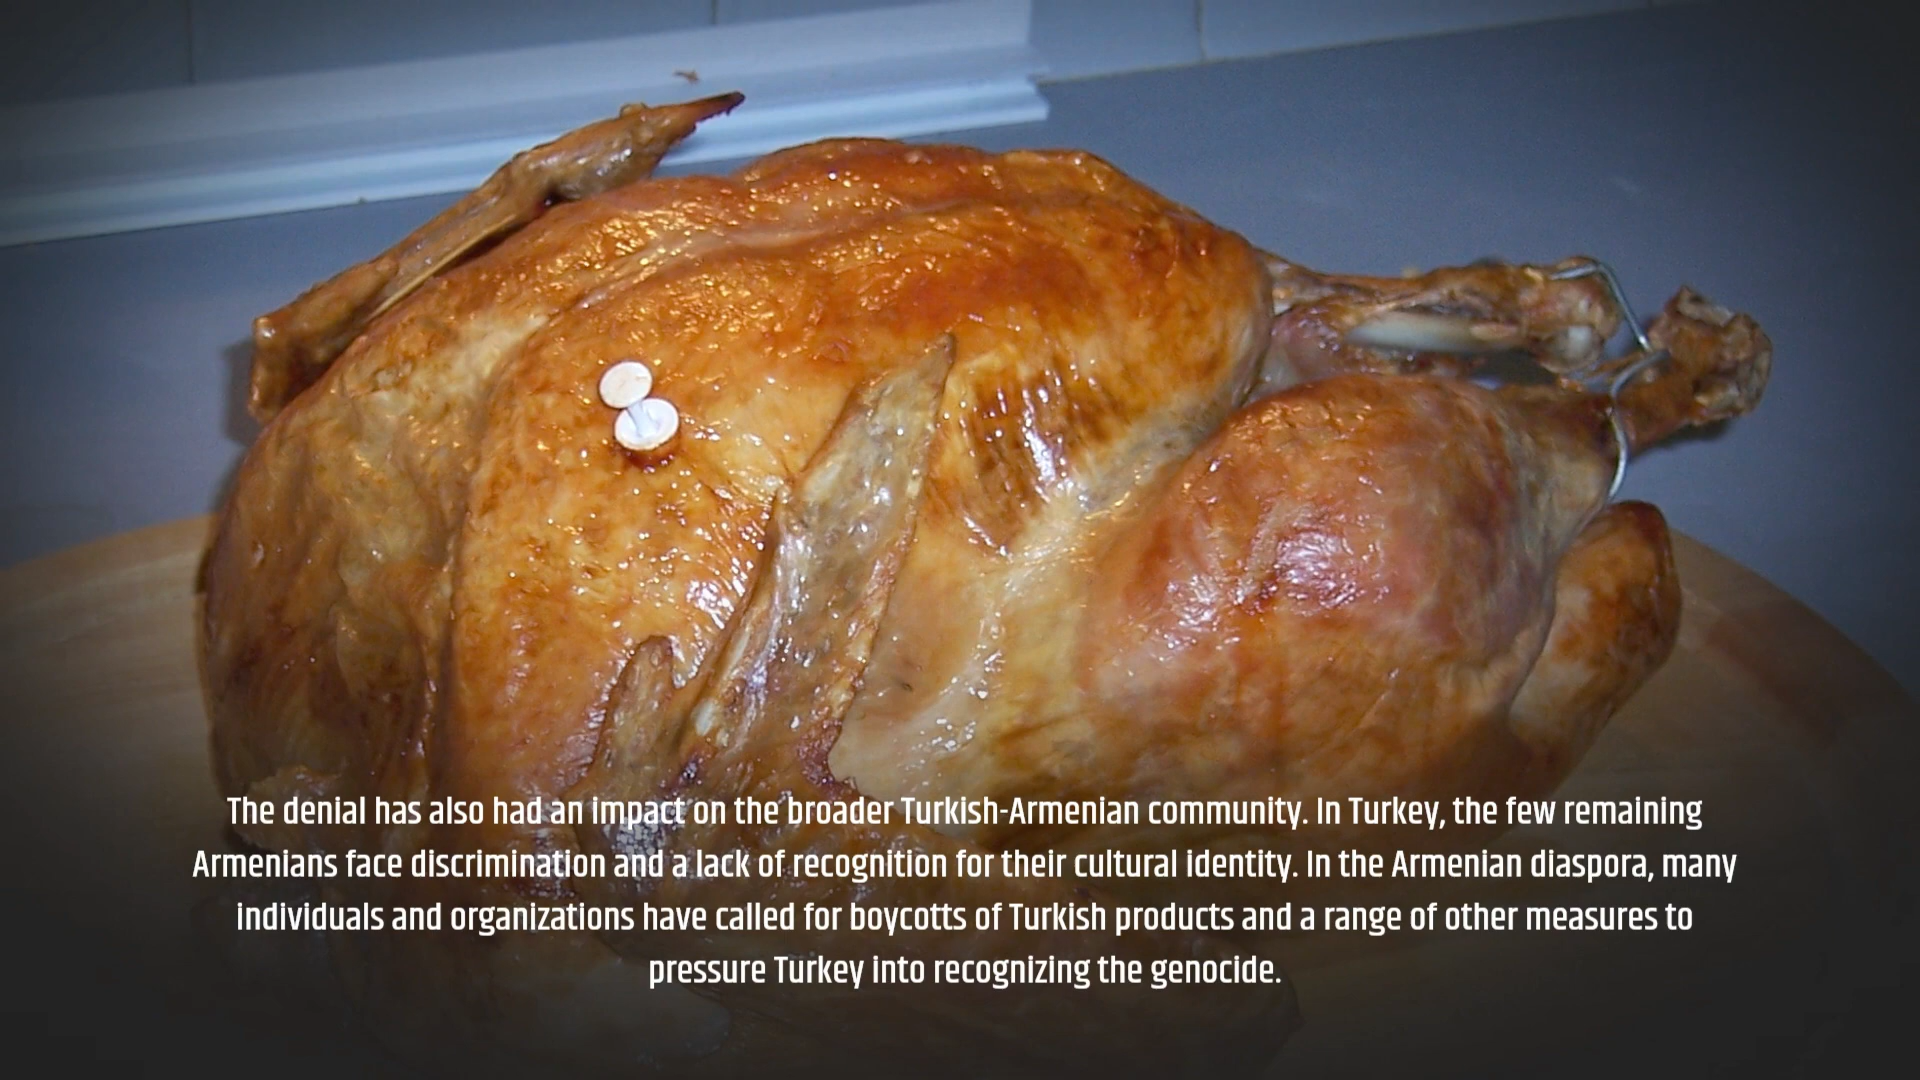 The denial has also had an impact on the broader Turkish-Armenian community. In Turkey, the few remaining
Armenians face discrimination and a lack of recognition for their cultural identity. In the Armenian diaspora, many
individuals and organizations have called for boycotts of Turkish products and a range of other measures to
pressure Turkey into recognizing the genocide.